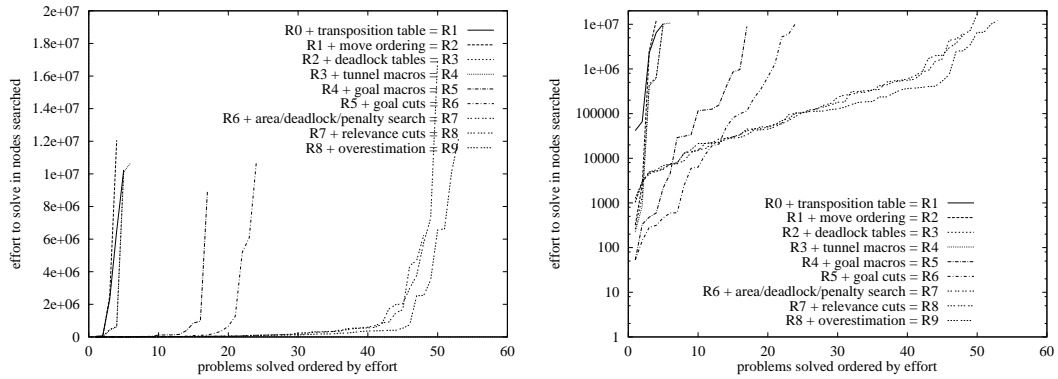 2e+07
1.8e+07
1.6e+07
1.4e+07
1.2e+07
1e+07
8e+06
6e+06
4e+06
2e+06
0
effort to solve in nodes searched
0 10 20 30 40 50 60
problems solved ordered by effort
R0 + transposition table = R1
R1 + move ordering = R2
R2 + deadlock tables = R3
R3 + tunnel macros = R4
R4 + goal macros = R5
R5 + goal cuts = R6
R6 + area/deadlock/penalty search = R7
R7 + relevance cuts = R8
R8 + overestimation = R9
1e+07
1e+06
100000
10000
1000
100
10
1
effort to solve in nodes searched
0 10 20 30 40 50 60
problems solved ordered by effort
R0 + transposition table = R1
R1 + move ordering = R2
R2 + deadlock tables = R3
R3 + tunnel macros = R4
R4 + goal macros = R5
R5 + goal cuts = R6
R6 + area/deadlock/penalty search = R7
R7 + relevance cuts = R8
R8 + overestimation = R9